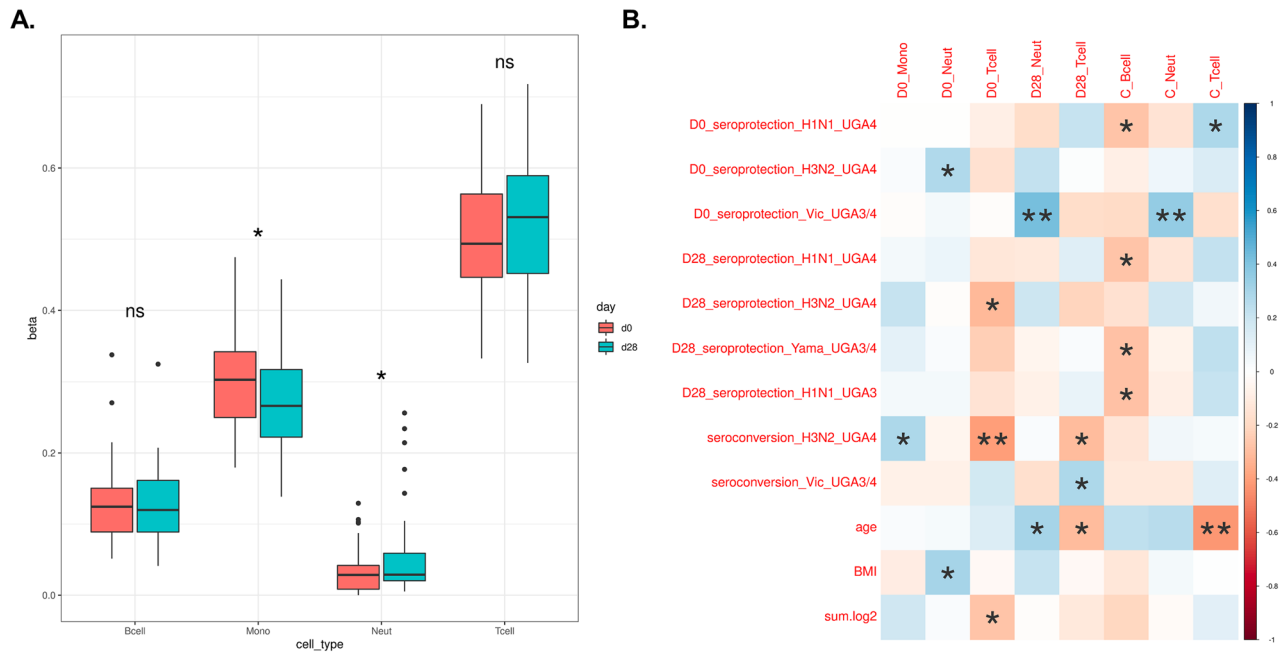 A.
B.
ns
*
*
ns
beta
0.6
0.4
0.2
0.0
Bcell
Mono
Neut
Tcell
cell_type
day
d0
d28
D0_Mono
D0_Neut
D0_Tcell
D28_Neut
D28_Tcell
C_Bcell
C_Neut
C_Tcell
D0_seroprotection_H1N1_UGA4 * *
D0_seroprotection_H3N2_UGA4 *
D0_seroprotection_Vic_UGA3/4 ** **
D28_seroprotection_H1N1_UGA4 *
D28_seroprotection_H3N2_UGA4 *
D28_seroprotection_Yama_UGA3/4 *
D28_seroprotection_H1N1_UGA3 *
seroconversion_H3N2_UGA4 * ** *
seroconversion_Vic_UGA3/4 *
age * * **
BMI *
sum.log2 *
1
0.8
0.6
0.4
0.2
0
-0.2
-0.4
-0.6
-0.8
-1